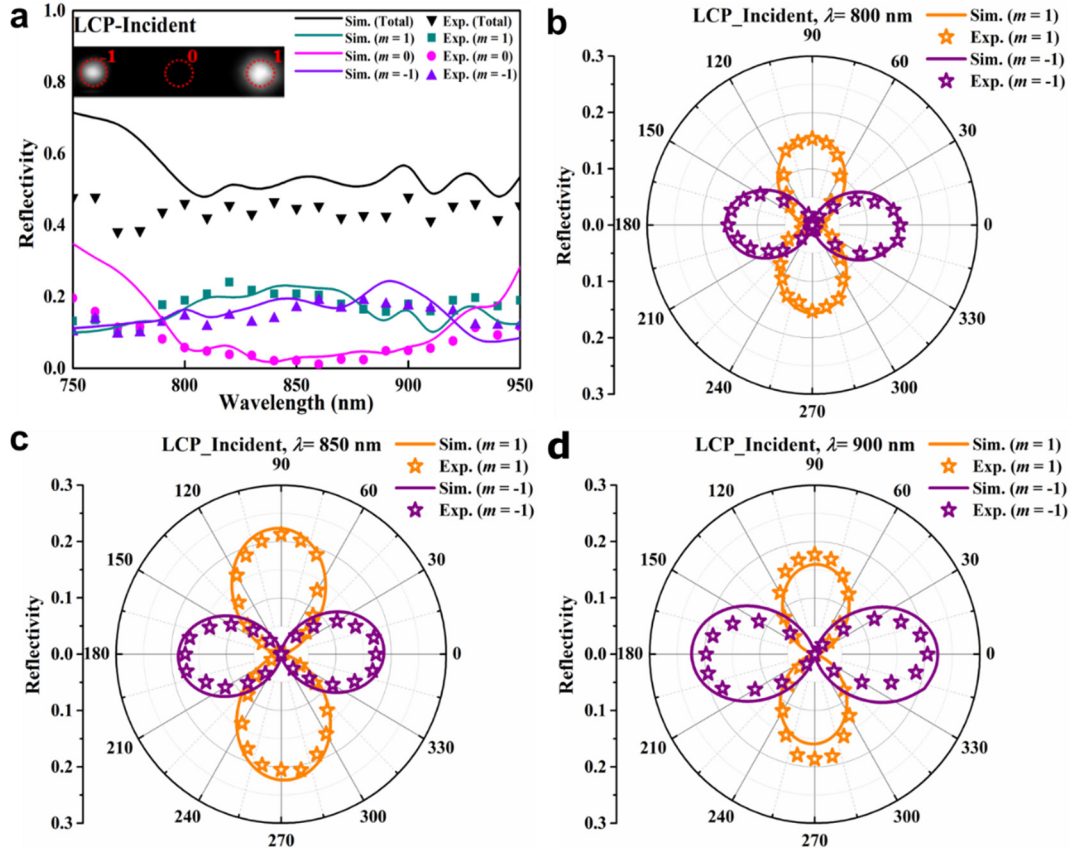 a
LCP-Incident
Sim. (Total) Exp. (Total)
Sim. (m = 1) Exp. (m = 1)
Sim. (m = 0) Exp. (m = 0)
Sim. (m = -1) Exp. (m = -1)
-1 0 1
1.0
0.8
0.6
0.4
0.2
0.0
Reflectivity
750 800 850 900 950
Wavelength (nm)
b
LCP_Incident, λ= 800 nm
Sim. (m = 1)
Exp. (m = 1)
Sim. (m = -1)
Exp. (m = -1)
0.3
0.2
0.1
0.0
0.1
0.2
0.3
Reflectivity
90
120 60
150 30
180 0
210 330
240 300
270
c
LCP_Incident, λ= 850 nm
Sim. (m = 1)
Exp. (m = 1)
Sim. (m = -1)
Exp. (m = -1)
0.3
0.2
0.1
0.0
0.1
0.2
0.3
Reflectivity
90
120 60
150 30
180 0
210 330
240 300
270
d
LCP_Incident, λ= 900 nm
Sim. (m = 1)
Exp. (m = 1)
Sim. (m = -1)
Exp. (m = -1)
0.3
0.2
0.1
0.0
0.1
0.2
0.3
Reflectivity
90
120 60
150 30
180 0
210 330
240 300
270